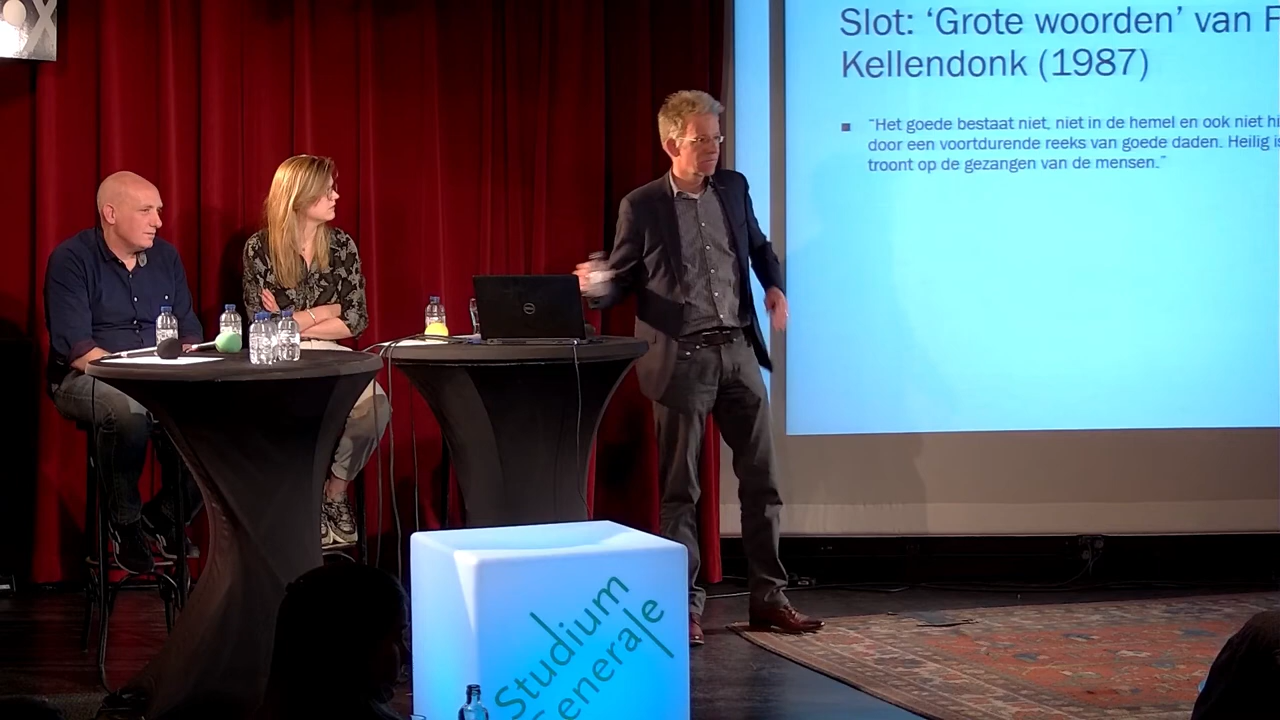 Slot: ‘Grote woorden’ van F
Kellendonk (1987)
“Het goede bestaat niet, niet in de hemel en ook niet hi
door een voortdurende reeks van goede daden. Heilig is
troont op de gezangen van de mensen.”
DELL
Studium
Generale